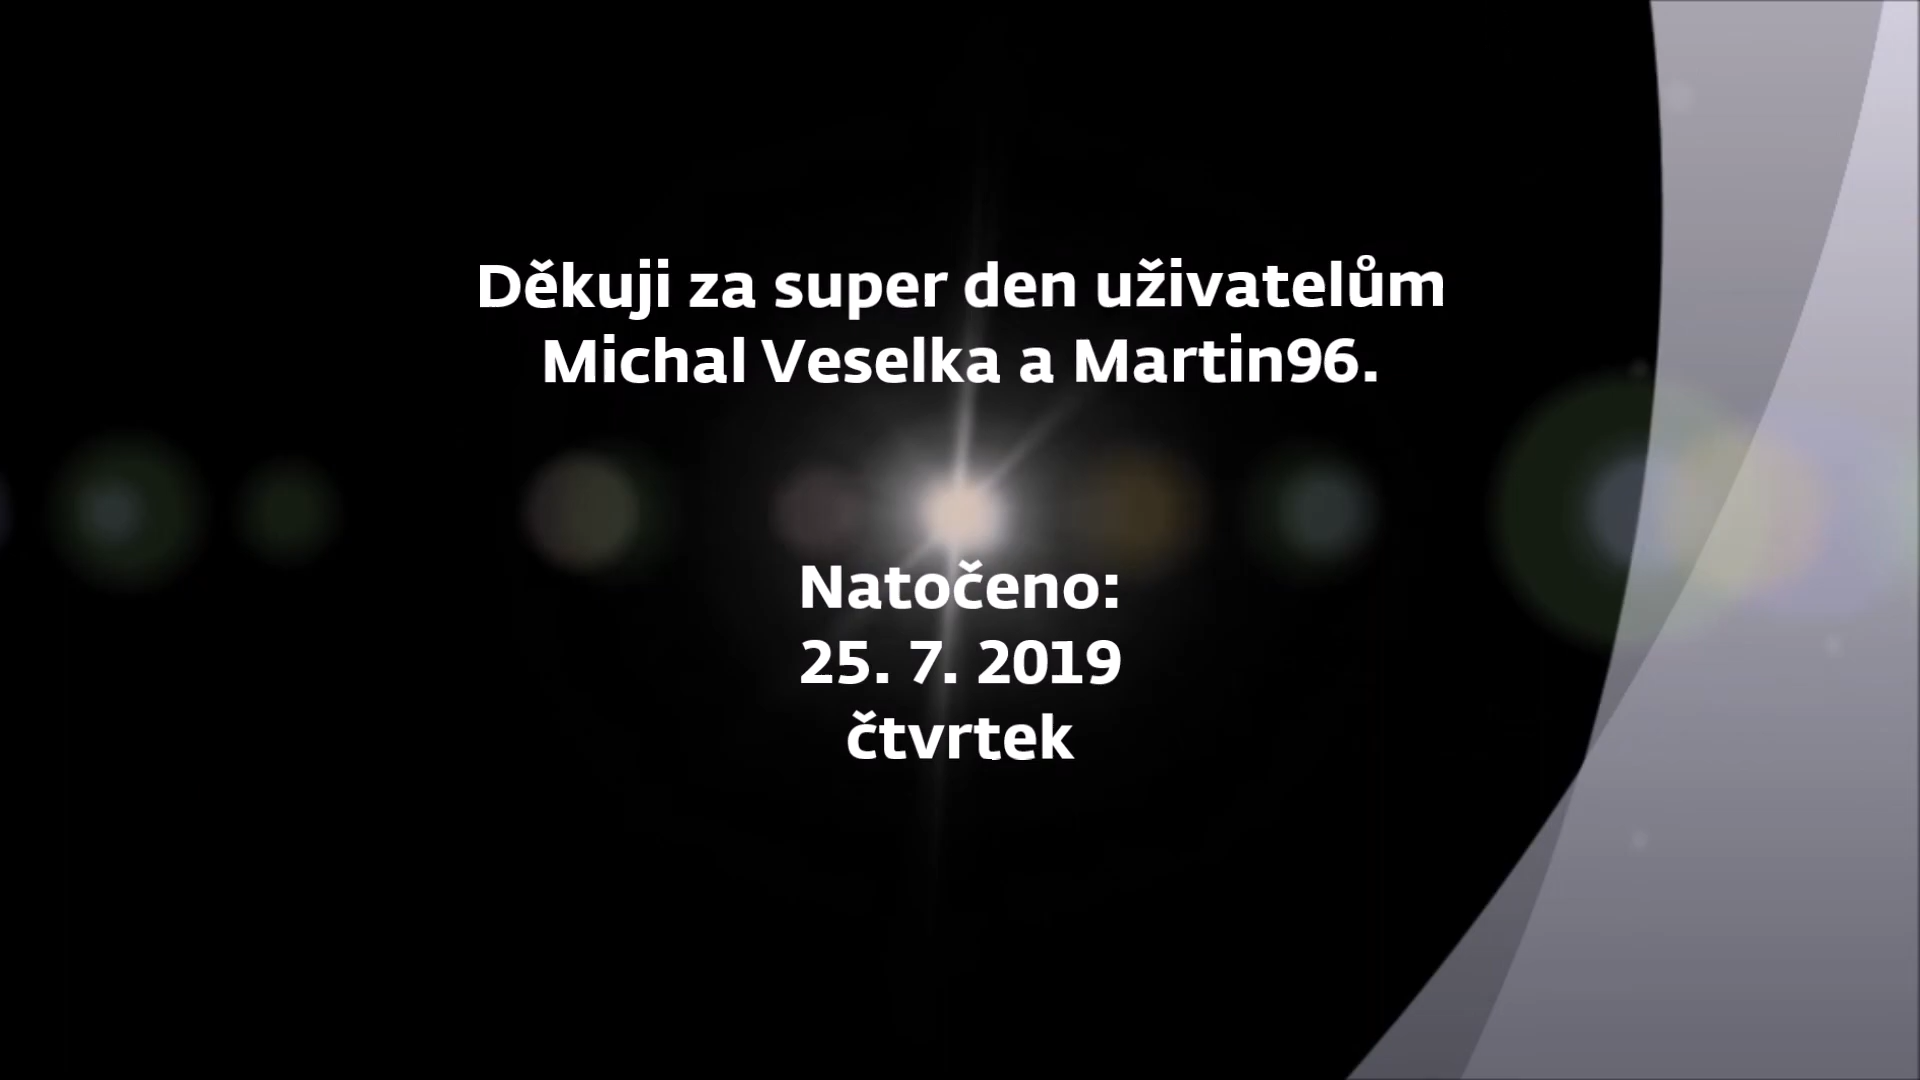 Děkuji za super den uživatelům
Michal Veselka a Martin96.
Natočeno:
25. 7. 2019
čtvrtek